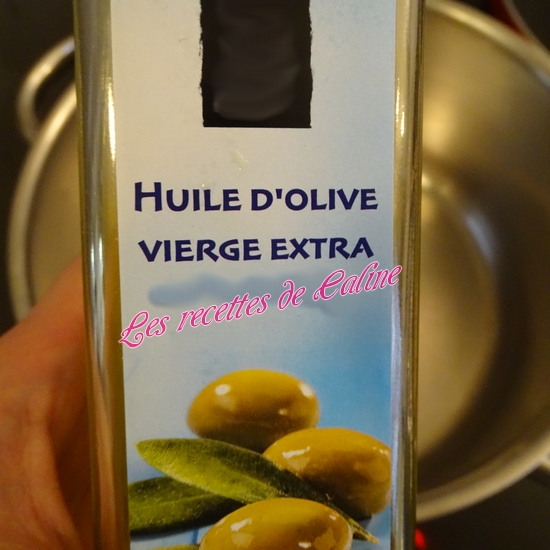 HUILE D'OLIVE
VIERGE EXTRA
Les recettes de Caline